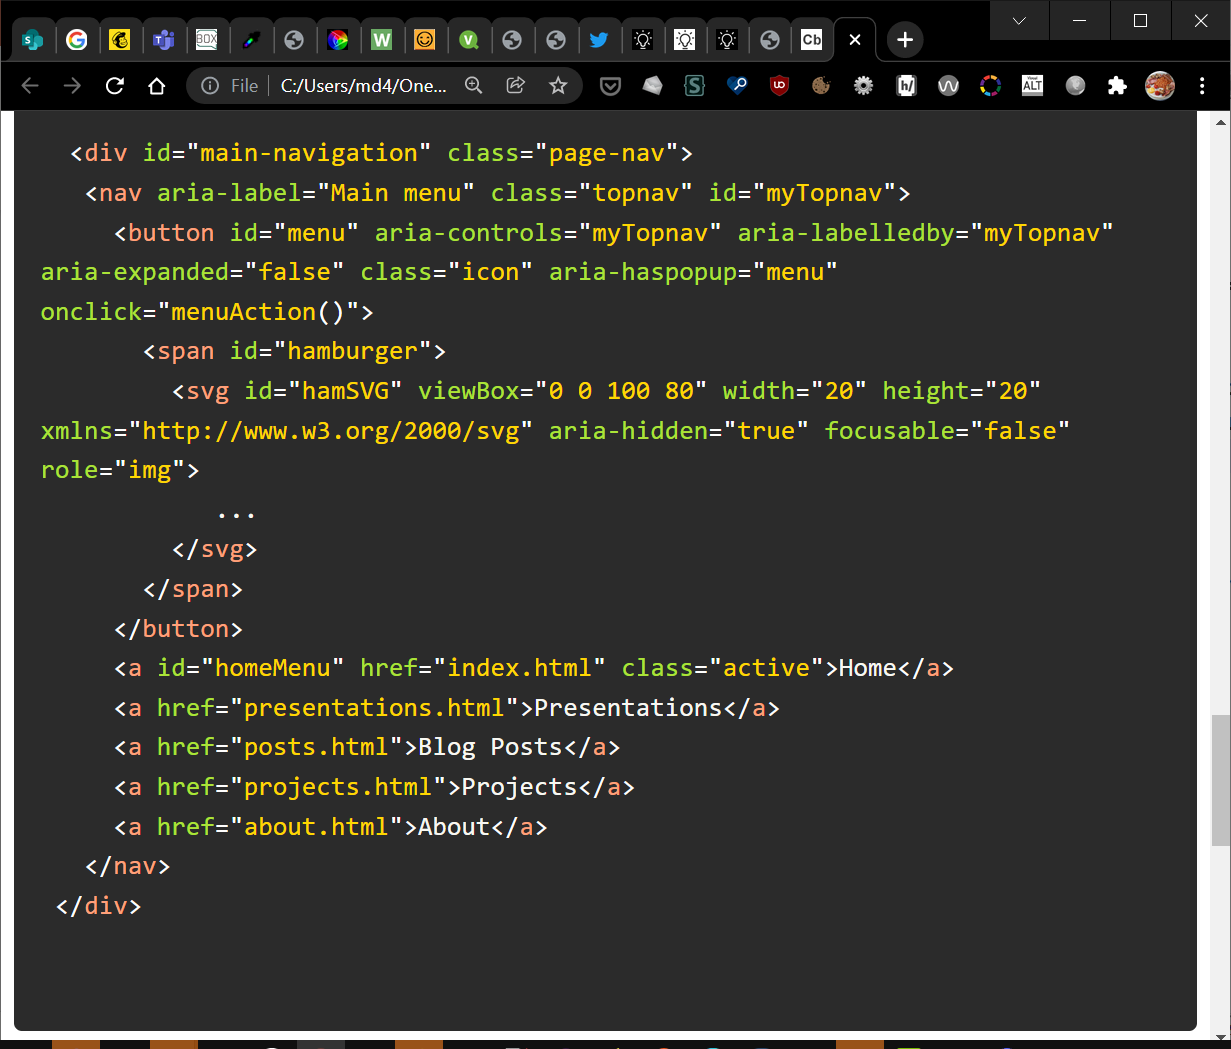 BOX
W
V
Cb
File
C:/Users/md4/One...
S
UO
h/
W
ALT
<div id="main-navigation" class="page-nav">
<nav aria-label="Main menu" class="topnav" id="myTopnav">
<button id="menu" aria-controls="myTopnav" aria-labelledby="myTopnav"
aria-expanded="false" class="icon" aria-haspopup="menu"
onclick="menuAction()">
<span id="hamburger">
<svg id="hamSVG" viewBox="0 0 100 80" width="20" height="20"
xmlns="http://www.w3.org/2000/svg" aria-hidden="true" focusable="false"
role="img">
...
</svg>
</span>
</button>
<a id="homeMenu" href="index.html" class="active">Home</a>
<a href="presentations.html">Presentations</a>
<a href="posts.html">Blog Posts</a>
<a href="projects.html">Projects</a>
<a href="about.html">About</a>
</nav>
</div>